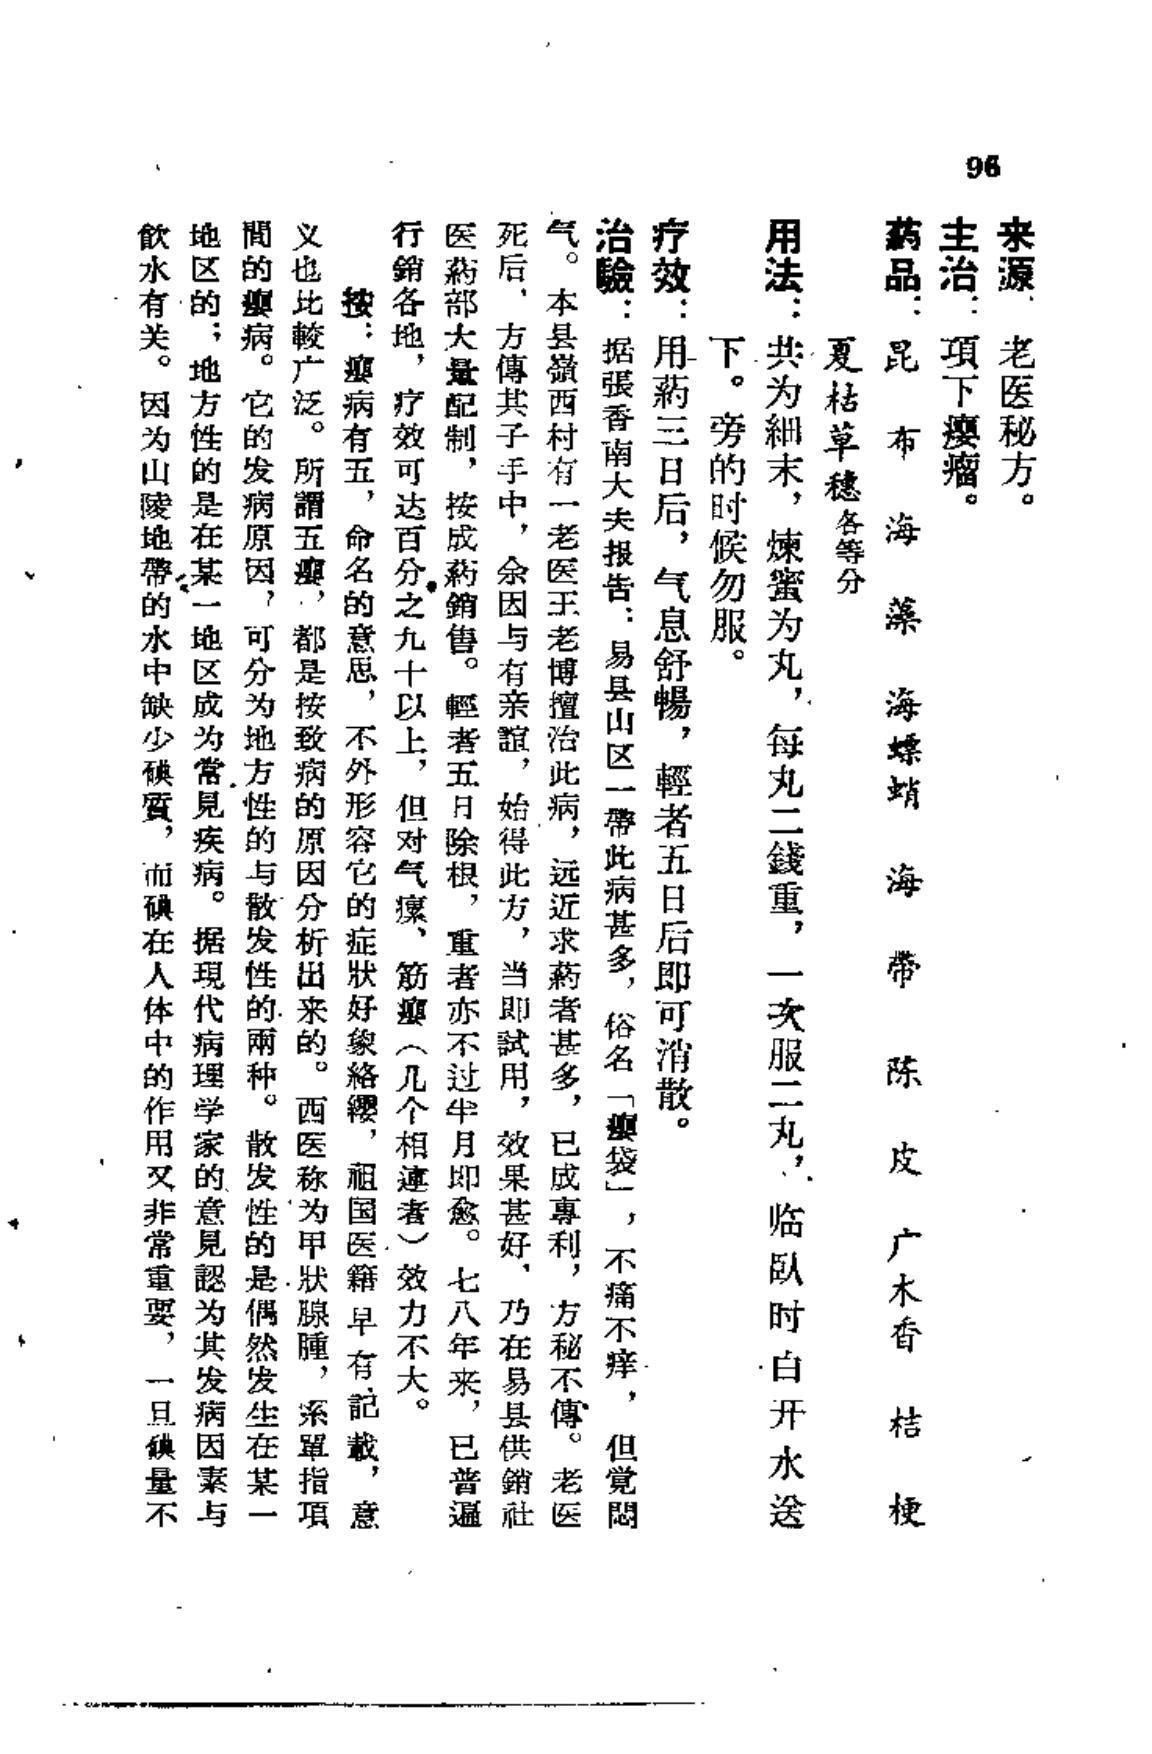 96
来源：老医秘方。
主治：項下癭瘤。
葯品：昆布　海藻　海螵蛸　海帶　陈皮　广木香　桔梗
夏枯草穗各等分
用法：共为細末，煉蜜为丸，每丸二錢重，一次服二丸，临臥时白开水送
下。旁的时候勿服。
疗效：用葯三日后，气息舒暢，輕者五日后即可消散。
治驗：据張香南大夫报告：易县山区一帶此病甚多，俗名「癭袋」，不痛不痒，但覚悶
气。本县嶺西村有一老医王老博擅治此病，远近求葯者甚多，已成專利，方秘不傳。老医
死后，方傳其子手中，余因与有亲誼，始得此方，当即試用，效果甚好，乃在易县供銷社
医葯部大量配制，按成葯銷售。輕者五日除根，重者亦不过半月即愈。七八年来，已普遍
行銷各地，疗效可达百分之九十以上，但对气瘰、筋癭（几个相連者）效力不大。
按：癭病有五，命名的意思，不外形容它的症狀好象絡纓，祖国医籍早有記載，意
义也比較广泛。所謂五癭，都是按致病的原因分析出来的。西医称为甲狀腺腫，系單指項
間的癭病。它的发病原因，可分为地方性的与散发性的兩种。散发性的是偶然发生在某一
地区的；地方性的是在某一地区成为常見疾病。据現代病理学家的意見認为其发病因素与
飲水有关。因为山陵地帶的水中缺少碘質，而碘在人体中的作用又非常重要，一旦碘量不